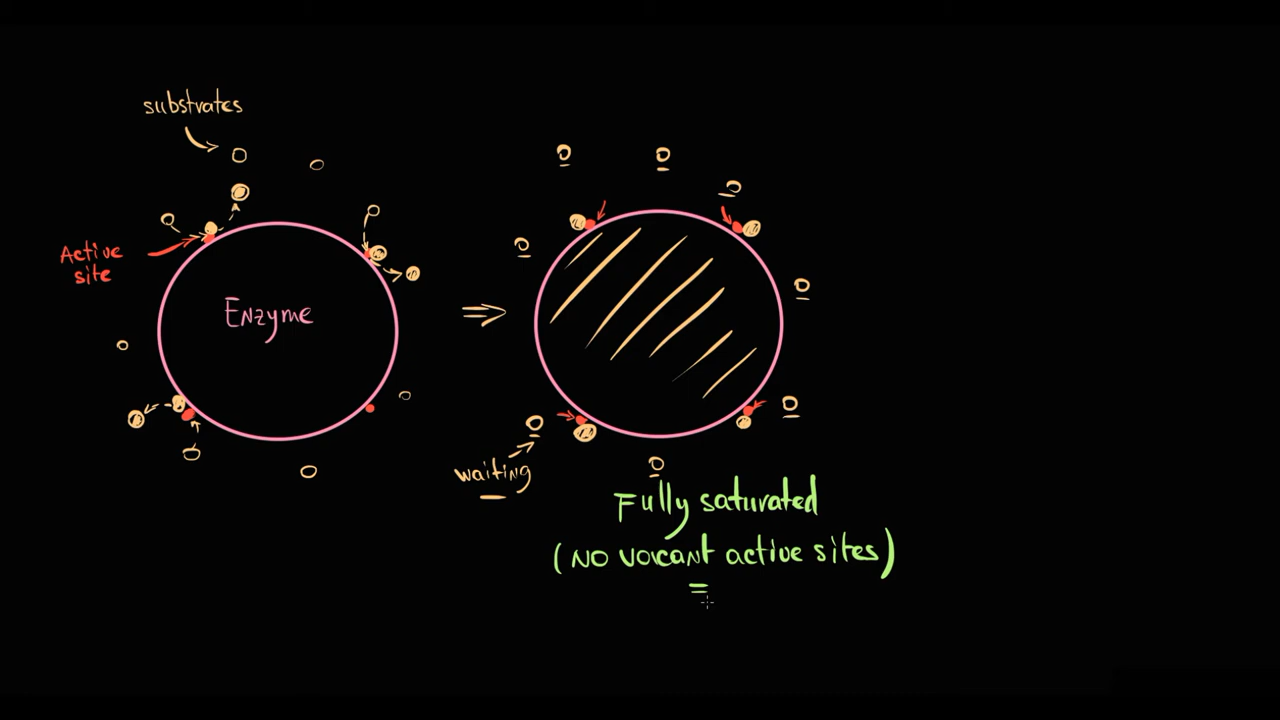 substrates
Active
site
Enzyme
waiting
Fully saturated
(No vacant active sites)
=